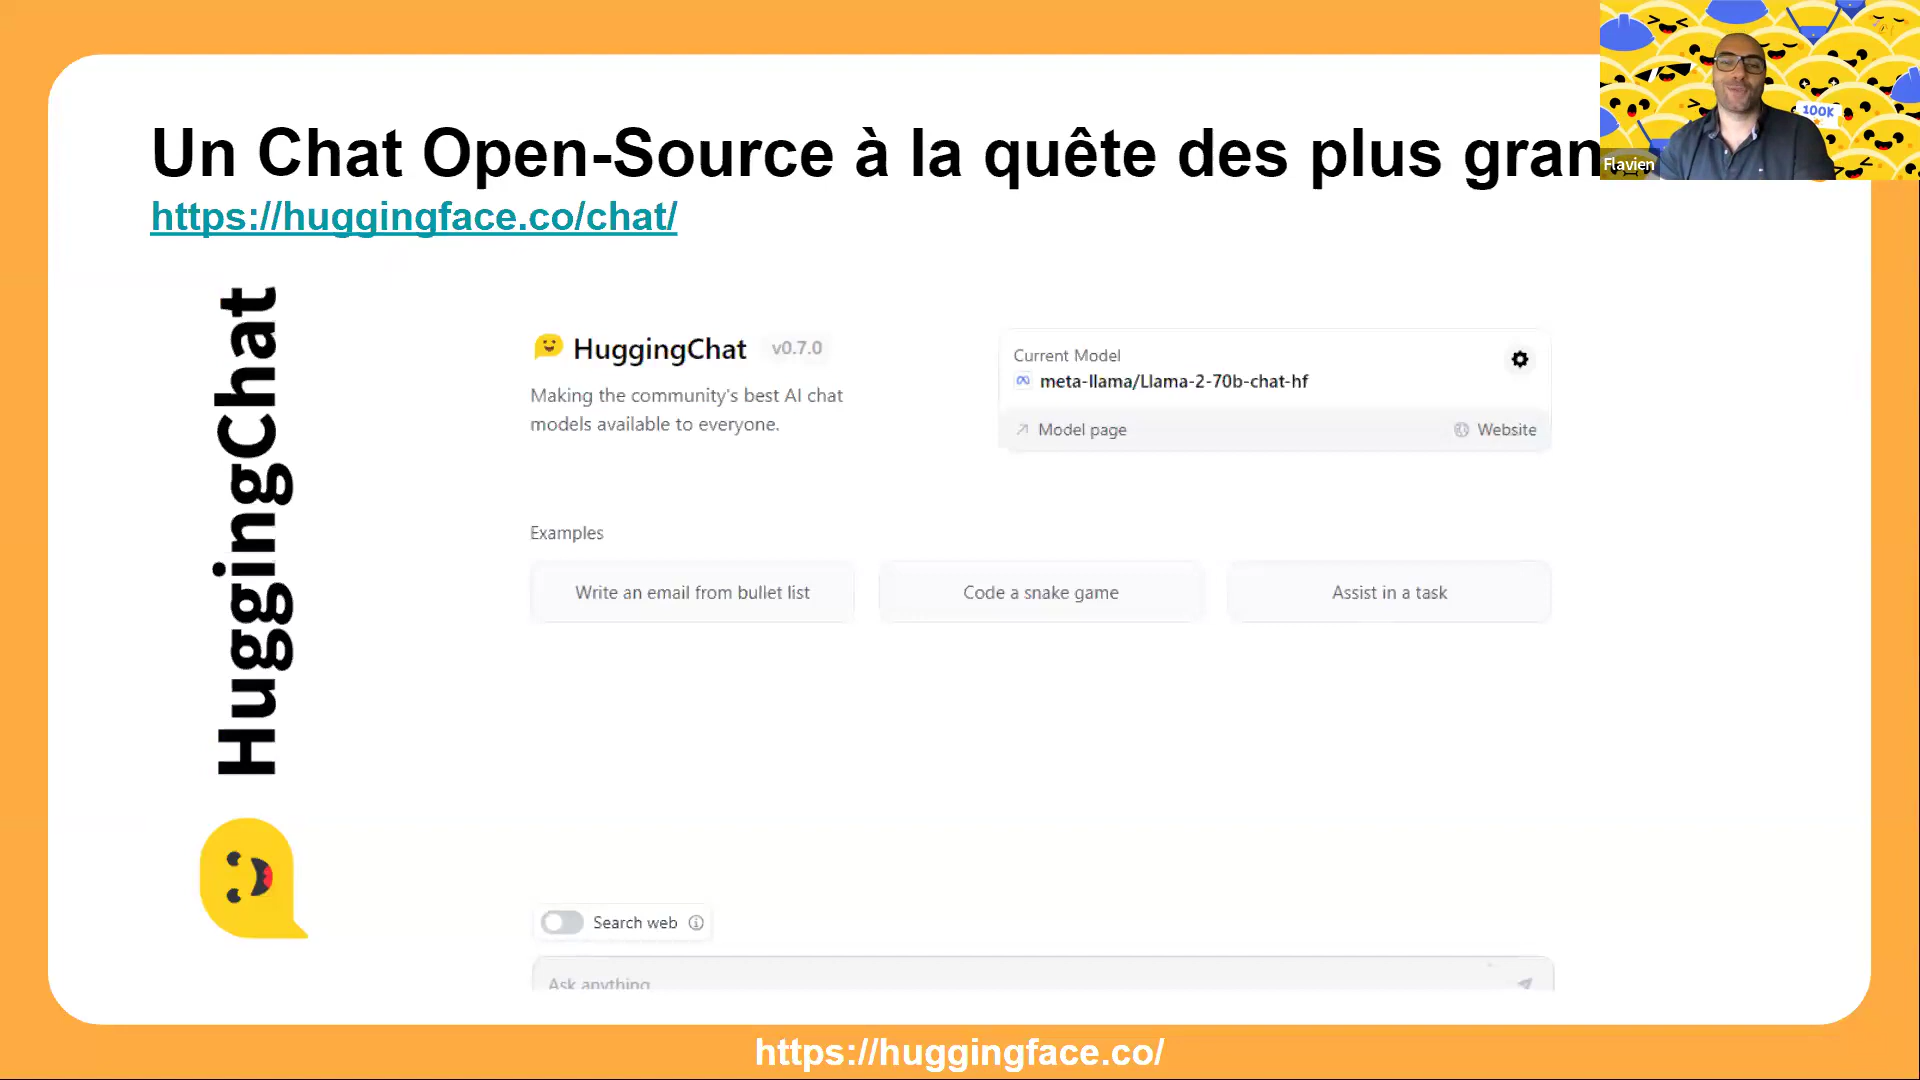 Un Chat Open-Source à la quête des plus gran
https://huggingface.co/chat/
HuggingChat
HuggingChat v0.7.0
Making the community's best AI chat
models available to everyone.
Current Model
meta-llama/Llama-2-70b-chat-hf
Model page
Website
Examples
Write an email from bullet list
Code a snake game
Assist in a task
Search web
Ask anything
100K
Flavien
https://huggingface.co/